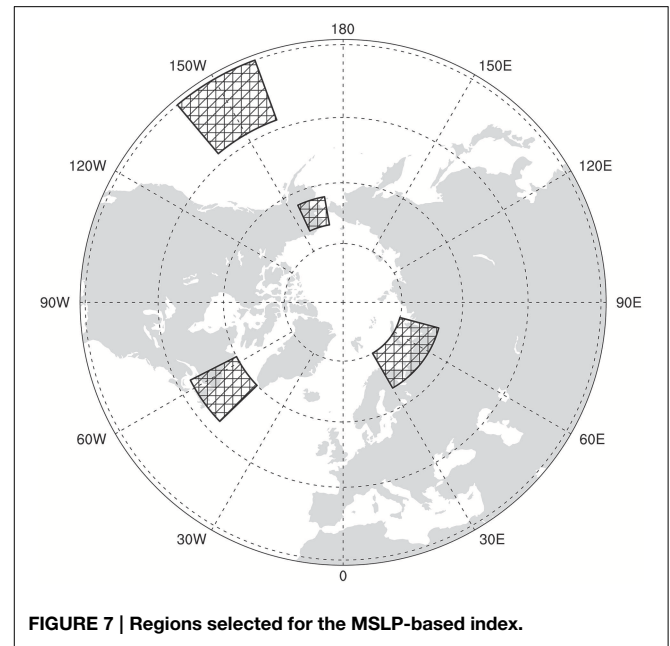 180
150W
150E
120W
120E
90W
90E
60W
60E
30W
30E
0
FIGURE 7 | Regions selected for the MSLP-based index.